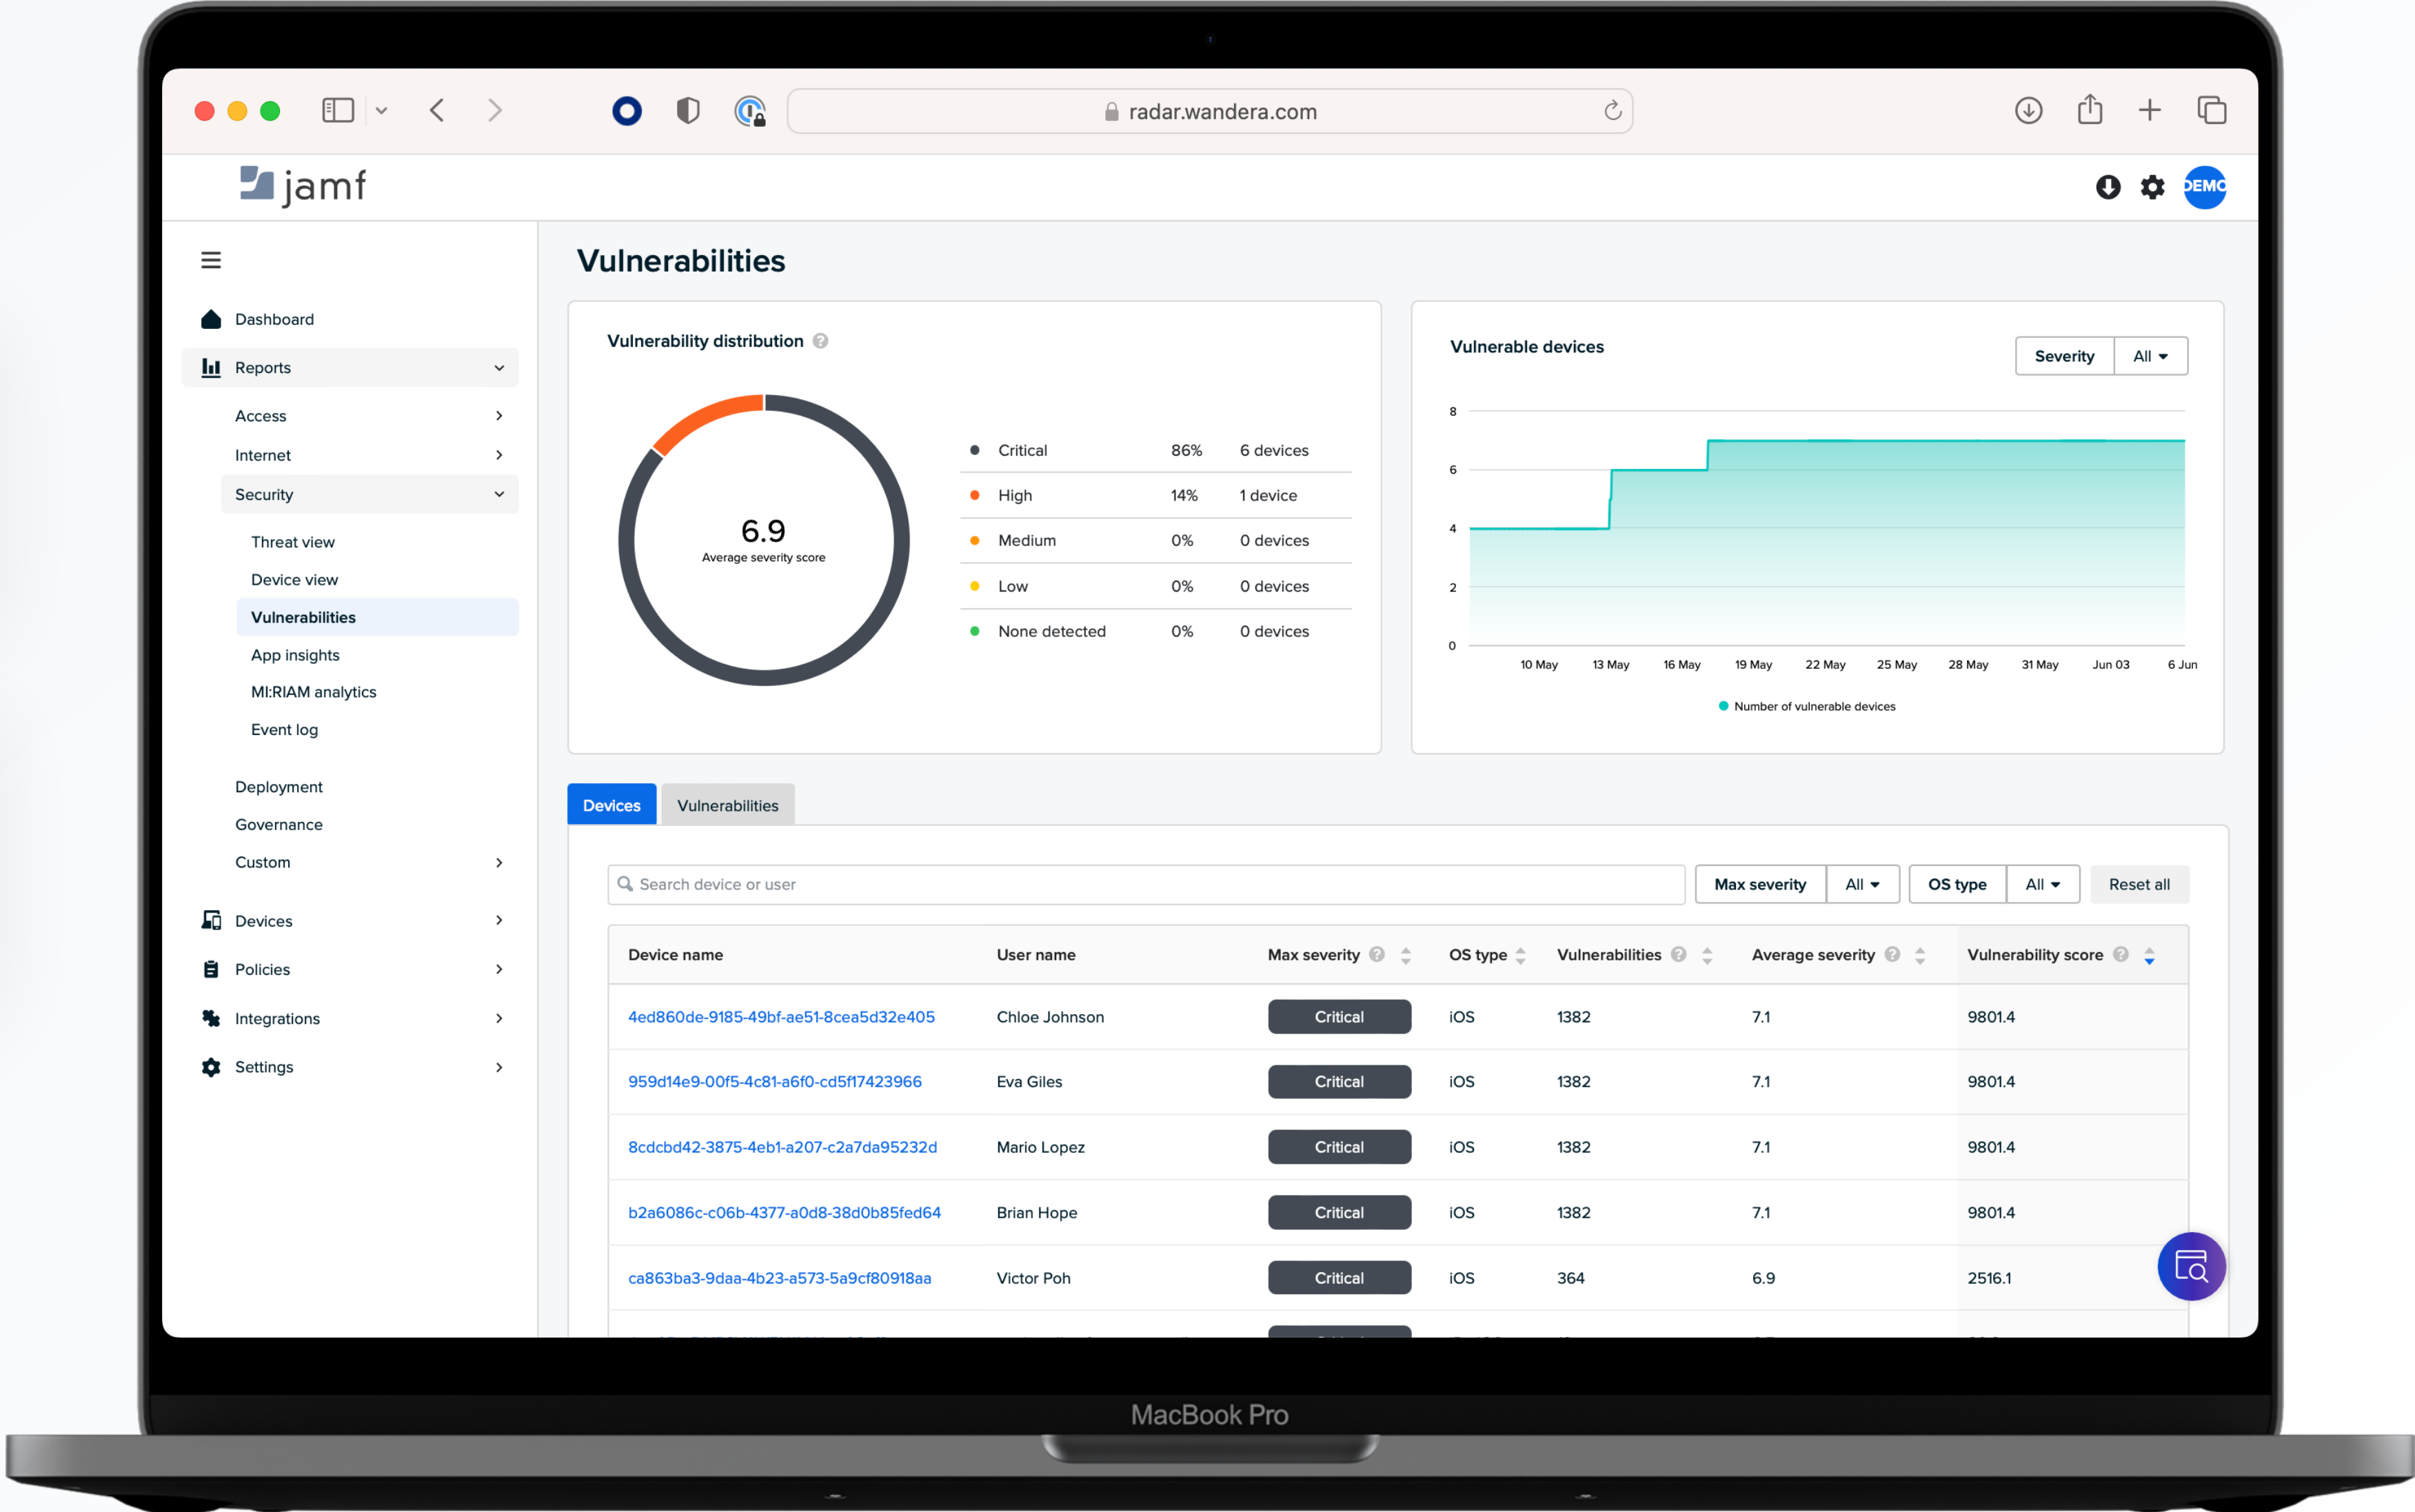 radar.wandera.com
jamf
DEMO
Vulnerabilities
Dashboard
Reports
Access
Internet
Security
Threat view
Device view
Vulnerabilities
App insights
MI:RIAM analytics
Event log
Deployment
Governance
Custom
Devices
Policies
Integrations
Settings
Vulnerability distribution ?
6.9
Average severity score
Critical 86% 6 devices
High 14% 1 device
Medium 0% 0 devices
Low 0% 0 devices
None detected 0% 0 devices
Vulnerable devices
Severity All
8
6
4
2
0
10 May 13 May 16 May 19 May 22 May 25 May 28 May 31 May Jun 03 6 Jun
Number of vulnerable devices
Devices Vulnerabilities
Search device or user Max severity All OS type All Reset all
Device name User name Max severity ? OS type Vulnerabilities ? Average severity ? Vulnerability score ?
4ed860de-9185-49bf-ae51-8cea5d32e405 Chloe Johnson Critical iOS 1382 7.1 9801.4
959d14e9-00f5-4c81-a6f0-cd5f17423966 Eva Giles Critical iOS 1382 7.1 9801.4
8cdcbd42-3875-4eb1-a207-c2a7da95232d Mario Lopez Critical iOS 1382 7.1 9801.4
b2a6086c-c06b-4377-a0d8-38d0b85fed64 Brian Hope Critical iOS 1382 7.1 9801.4
ca863ba3-9daa-4b23-a573-5a9cf80918aa Victor Poh Critical iOS 364 6.9 2516.1
MacBook Pro